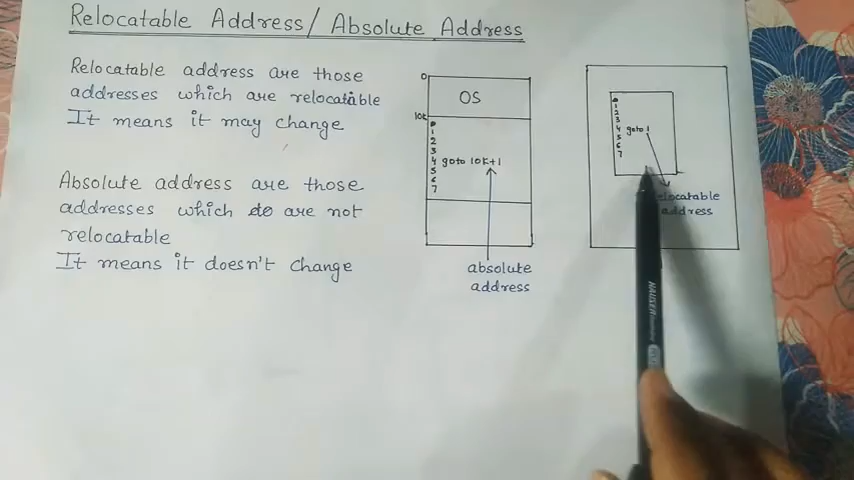 Relocatable Address / Absolute Address
Relocatable address are those
addresses which are relocatable
It means it may change
Absolute address are those
addresses which do are not
relocatable
It means it doesn't change
0
OS
10k
0
1
2
3
4 goto 10K+1
5
6
7
absolute
address
0
1
2
3
4 goto 1
5
6
7
relocatable
address